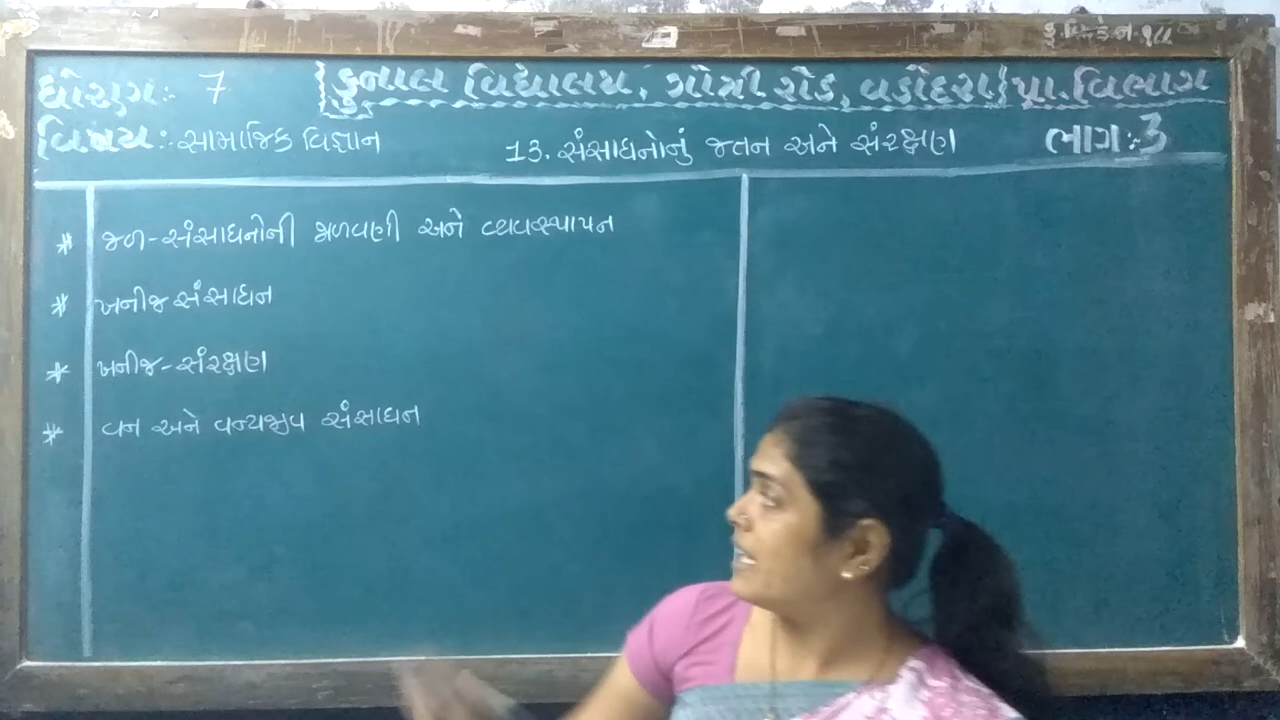 ધોરણ:- 7 {કુનાલ વિદ્યાલય, ગોત્રી રોડ, વડોદરા} પ્રા. વિભાગ
વિષય:- સામાજિક વિજ્ઞાન 13. સંસાધનોનું જતન અને સંરક્ષણ ભાગ:-3
* જળ-સંસાધનોની જાળવણી અને વ્યવસ્થાપન
* ખનીજ સંસાધન
* ખનીજ-સંરક્ષણ
* વન અને વન્યજીવ સંસાધન